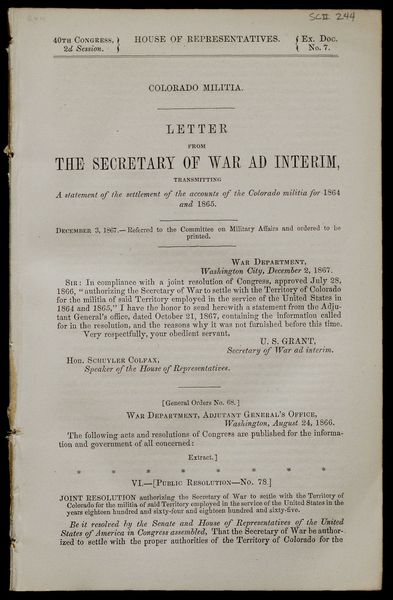 SCII 244
40TH CONGRESS, } HOUSE OF REPRESENTATIVES. { Ex. Doc.
2d Session. } { No. 7.
COLORADO MILITIA.
LETTER
FROM
THE SECRETARY OF WAR AD INTERIM,
TRANSMITTING
A statement of the settlement of the accounts of the Colorado militia for 1864
and 1865.
DECEMBER 3, 1867.—Referred to the Committee on Military Affairs and ordered to be
printed.
WAR DEPARTMENT,
Washington City, December 2, 1867.
SIR: In compliance with a joint resolution of Congress, approved July 28,
1866, "authorizing the Secretary of War to settle with the Territory of Colorado
for the militia of said Territory employed in the service of the United States in
1864 and 1865," I have the honor to send herewith a statement from the Adju-
tant General's office, dated October 21, 1867, containing the information called
for in the resolution, and the reasons why it was not furnished before this time.
Very respectfully, your obedient servant,
U. S. GRANT,
Secretary of War ad interim.
Hon. SCHUYLER COLFAX,
Speaker of the House of Representatives.
[General Orders No. 68.]
WAR DEPARTMENT, ADJUTANT GENERAL'S OFFICE,
Washington, August 24, 1866.
The following acts and resolutions of Congress are published for the informa-
tion and government of all concerned:
Extract.]
* * * * * * *
VI.—[PUBLIC RESOLUTION—No. 78.]
JOINT RESOLUTION authorizing the Secretary of War to settle with the Territory of
Colorado for the militia of said Territory employed in the service of the United States in the
years eighteen hundred and sixty-four and eighteen hundred and sixty-five.
Be it resolved by the Senate and House of Representatives of the United
States of America in Congress assembled, That the Secretary of War be author-
ized to settle with the proper authorities of the Territory of Colorado for the